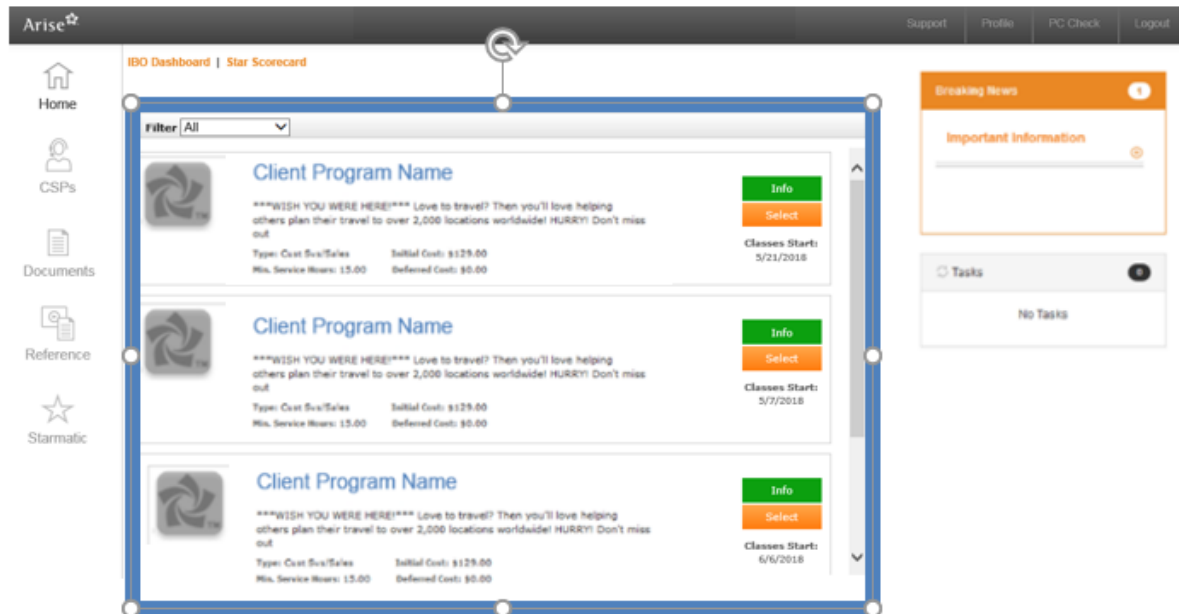 Arise
Support
Profile
PC Check
Logout
IBO Dashboard | Star Scorecard
Home
CSPs
Documents
Reference
Starmatic
Filter All
Client Program Name
***WISH YOU WERE HERE!*** Love to travel? Then you'll love helping
others plan their travel to over 2,000 locations worldwide! HURRY! Don't miss
out
Type: Cust Svs/Sales Initial Cost: $129.00
Min. Service Hours: 15.00 Deferred Cost: $0.00
Info
Select
Classes Start:
5/21/2018
Client Program Name
***WISH YOU WERE HERE!*** Love to travel? Then you'll love helping
others plan their travel to over 2,000 locations worldwide! HURRY! Don't miss
out
Type: Cust Svs/Sales Initial Cost: $129.00
Min. Service Hours: 15.00 Deferred Cost: $0.00
Info
Select
Classes Start:
5/7/2018
Client Program Name
***WISH YOU WERE HERE!*** Love to travel? Then you'll love helping
others plan their travel to over 2,000 locations worldwide! HURRY! Don't miss
out
Type: Cust Svs/Sales Initial Cost: $129.00
Min. Service Hours: 15.00 Deferred Cost: $0.00
Info
Select
Classes Start:
6/6/2018
Breaking News 1
Important Information
Tasks 0
No Tasks